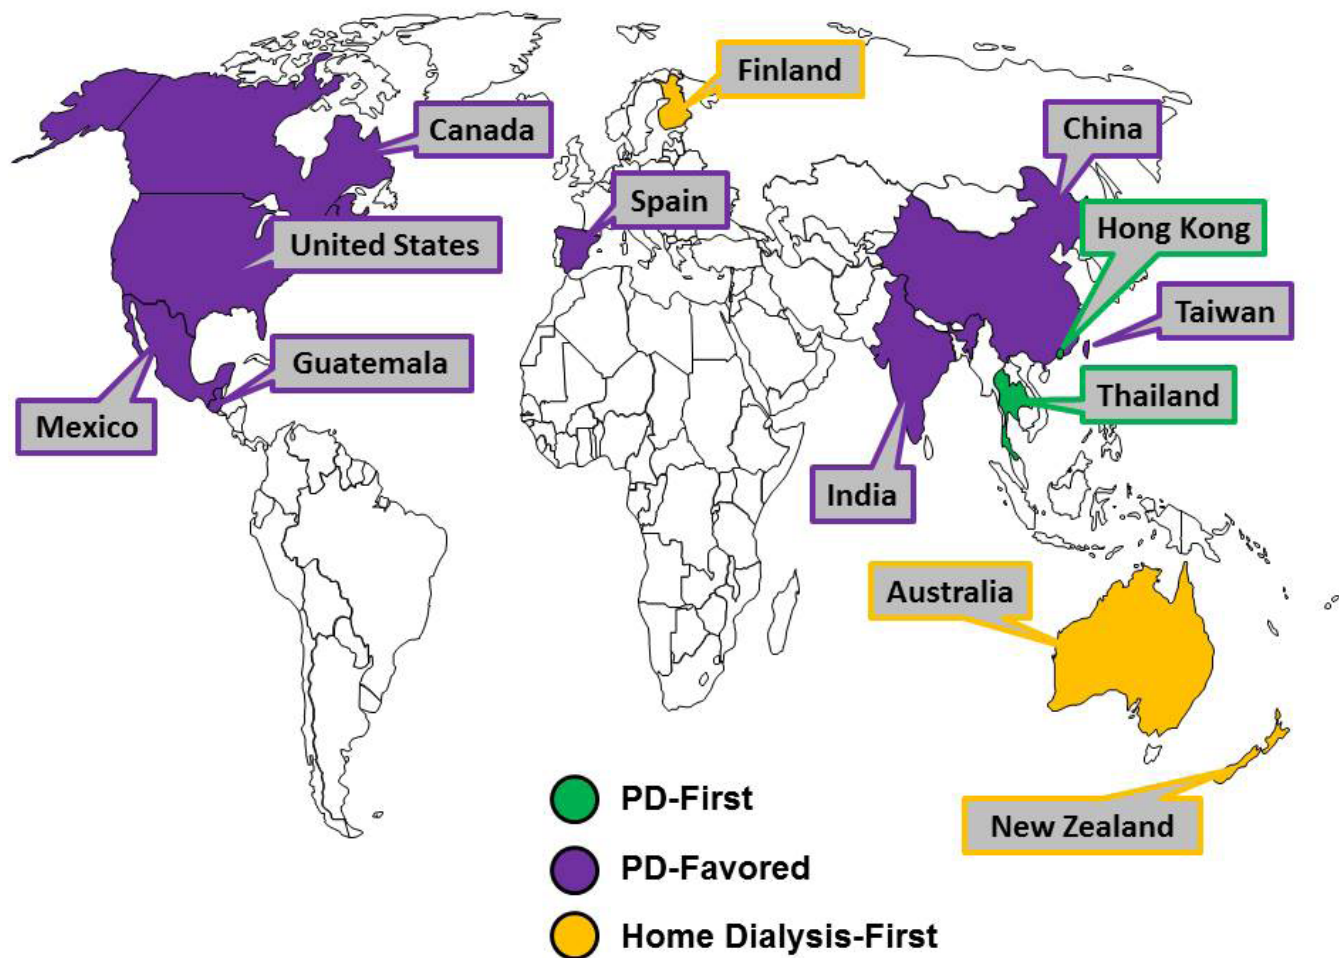 Finland
Canada
China
Spain
Hong Kong
United States
Taiwan
Guatemala
Thailand
Mexico
India
Australia
New Zealand
PD-First
PD-Favored
Home Dialysis-First